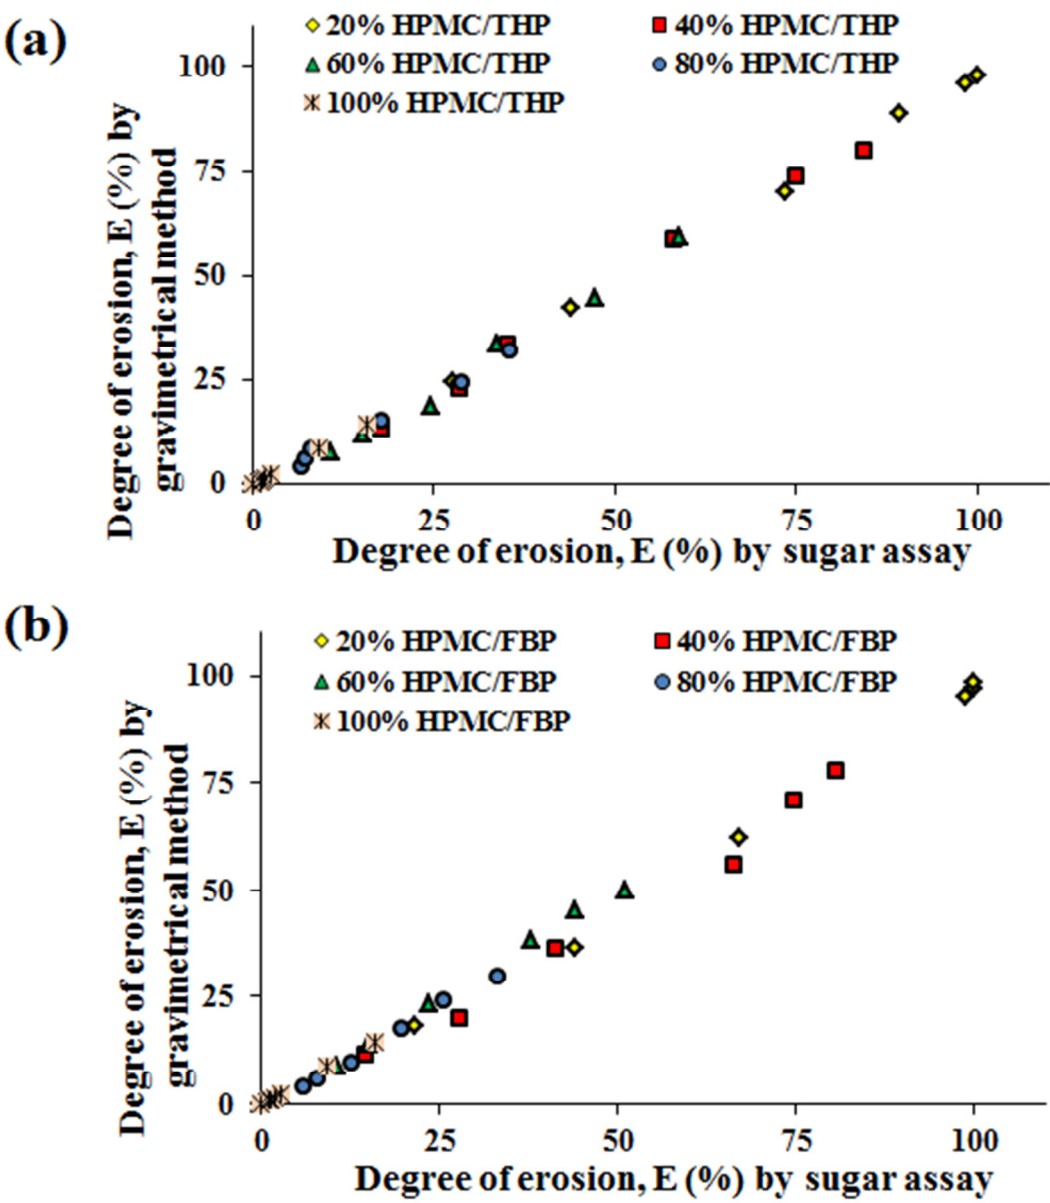 (a)
20% HPMC/THP 40% HPMC/THP
60% HPMC/THP 80% HPMC/THP
100% HPMC/THP
Degree of erosion, E (%) by
gravimetrical method
100
75
50
25
0
0 25 50 75 100
Degree of erosion, E (%) by sugar assay
(b)
20% HPMC/FBP 40% HPMC/FBP
60% HPMC/FBP 80% HPMC/FBP
100% HPMC/FBP
Degree of erosion, E (%) by
gravimetrical method
100
75
50
25
0
0 25 50 75 100
Degree of erosion, E (%) by sugar assay